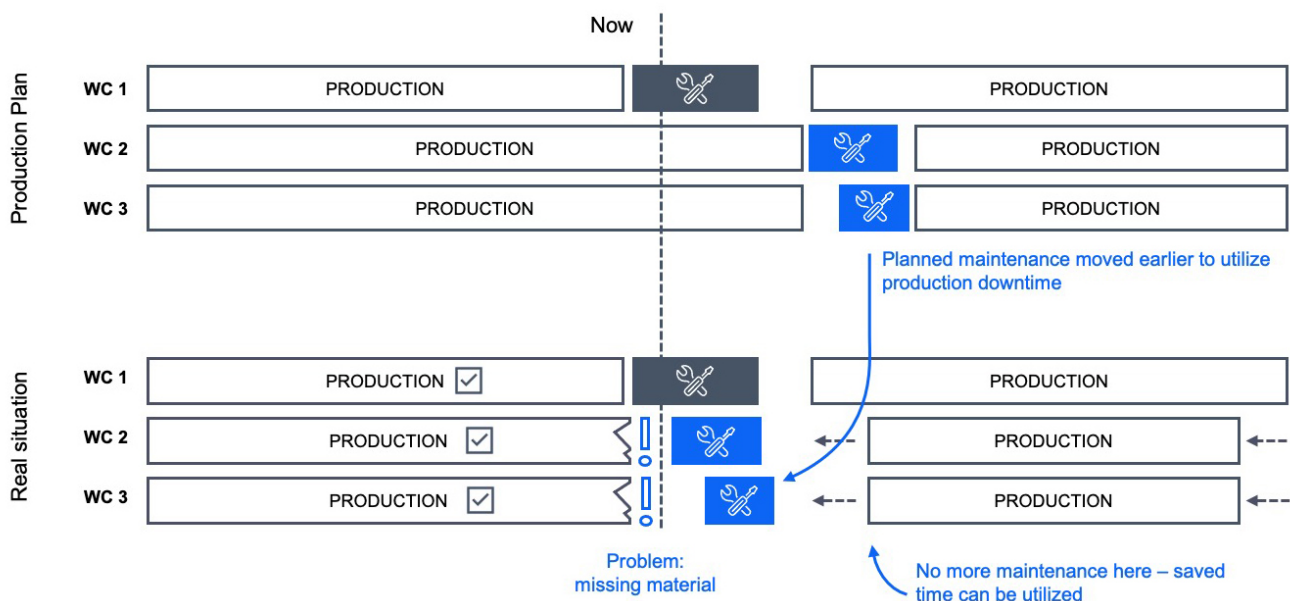 Now
Production Plan
WC 1
PRODUCTION
PRODUCTION
WC 2
PRODUCTION
PRODUCTION
WC 3
PRODUCTION
PRODUCTION
Planned maintenance moved earlier to utilize
production downtime
Real situation
WC 1
PRODUCTION
PRODUCTION
WC 2
PRODUCTION
PRODUCTION
WC 3
PRODUCTION
PRODUCTION
Problem:
missing material
No more maintenance here – saved
time can be utilized